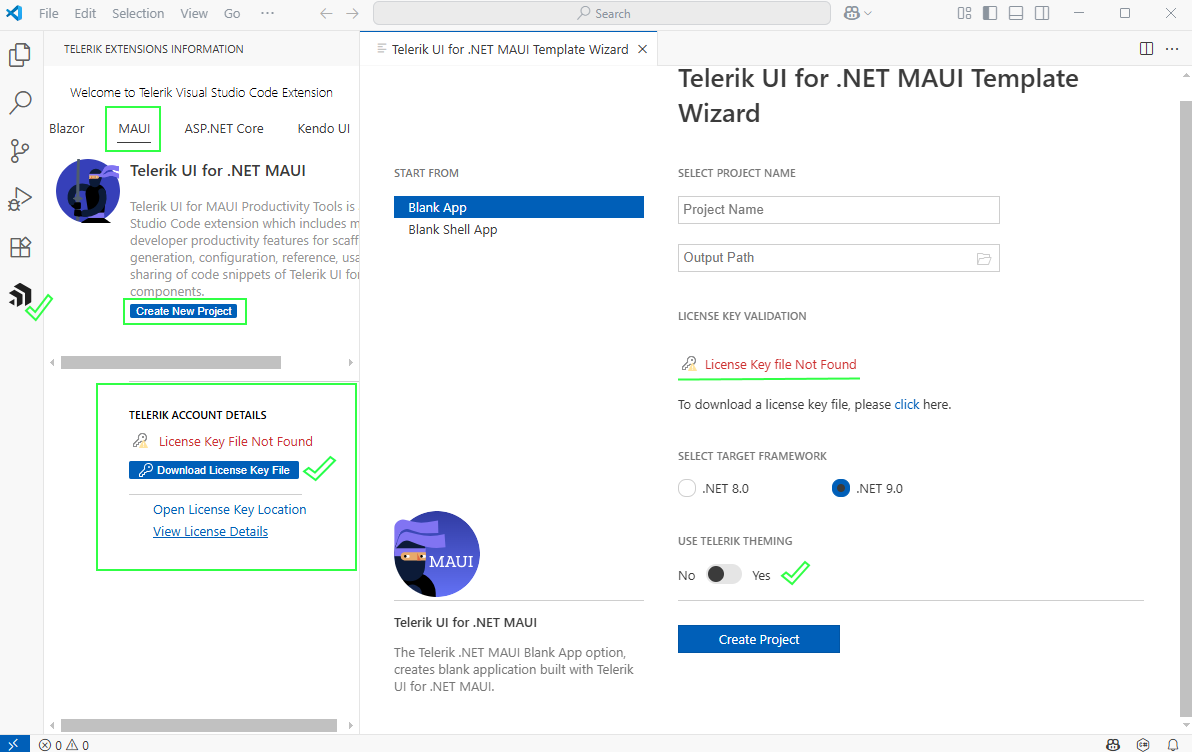 File Edit Selection View Go ···
Search
TELERIK EXTENSIONS INFORMATION
Telerik UI for .NET MAUI Template Wizard
Welcome to Telerik Visual Studio Code Extension
Blazor MAUI ASP.NET Core Kendo UI
Telerik UI for .NET MAUI
Telerik UI for MAUI Productivity Tools is
Studio Code extension which includes m
developer productivity features for scaff
generation, configuration, reference, usa
sharing of code snippets of Telerik UI for
components.
Create New Project
TELERIK ACCOUNT DETAILS
License Key File Not Found
Download License Key File
Open License Key Location
View License Details
Telerik UI for .NET MAUI Template
Wizard
START FROM
Blank App
Blank Shell App
MAUI
Telerik UI for .NET MAUI
The Telerik .NET MAUI Blank App option,
creates blank application built with Telerik
UI for .NET MAUI.
SELECT PROJECT NAME
Project Name
Output Path
LICENSE KEY VALIDATION
License Key file Not Found
To download a license key file, please click here.
SELECT TARGET FRAMEWORK
.NET 8.0 .NET 9.0
USE TELERIK THEMING
No Yes
Create Project
0 0